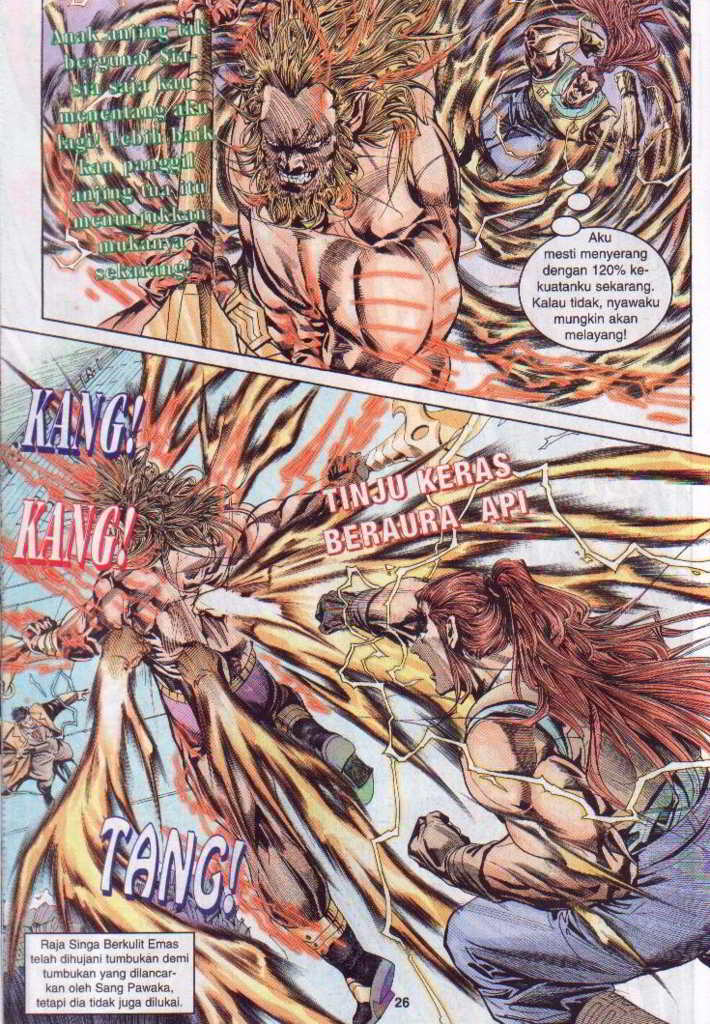 Anak anjing tak
berguna! Sia-
sia saja kau
menentang aku
lagi! Lebih baik
kau panggil
anjing tua itu
menunjukkan
mukanya
sekarang!
Aku
mesti menyerang
dengan 120% ke-
kuatanku sekarang.
Kalau tidak, nyawaku
mungkin akan
melayang!
KANG!
KANG!
TINJU KERAS
BERAURA API
TANG!
Raja Singa Berkulit Emas
telah dihujani tumbukan demi
tumbukan yang dilancar-
kan oleh Sang Pawaka,
tetapi dia tidak juga dilukai.
26